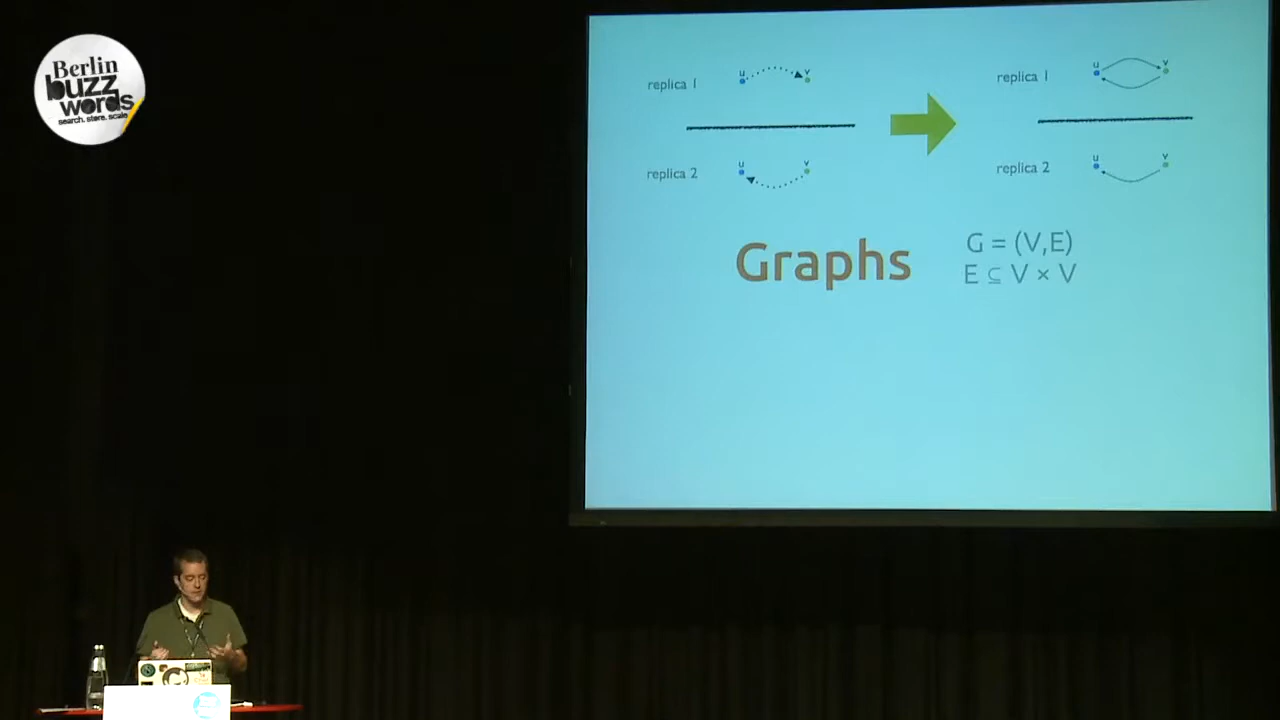 Berlin
buzz
words
search. store. scale
replica 1
u
v
replica 1
u
v
replica 2
u
v
replica 2
u
v
Graphs
G = (V,E)
E ⊆ V × V